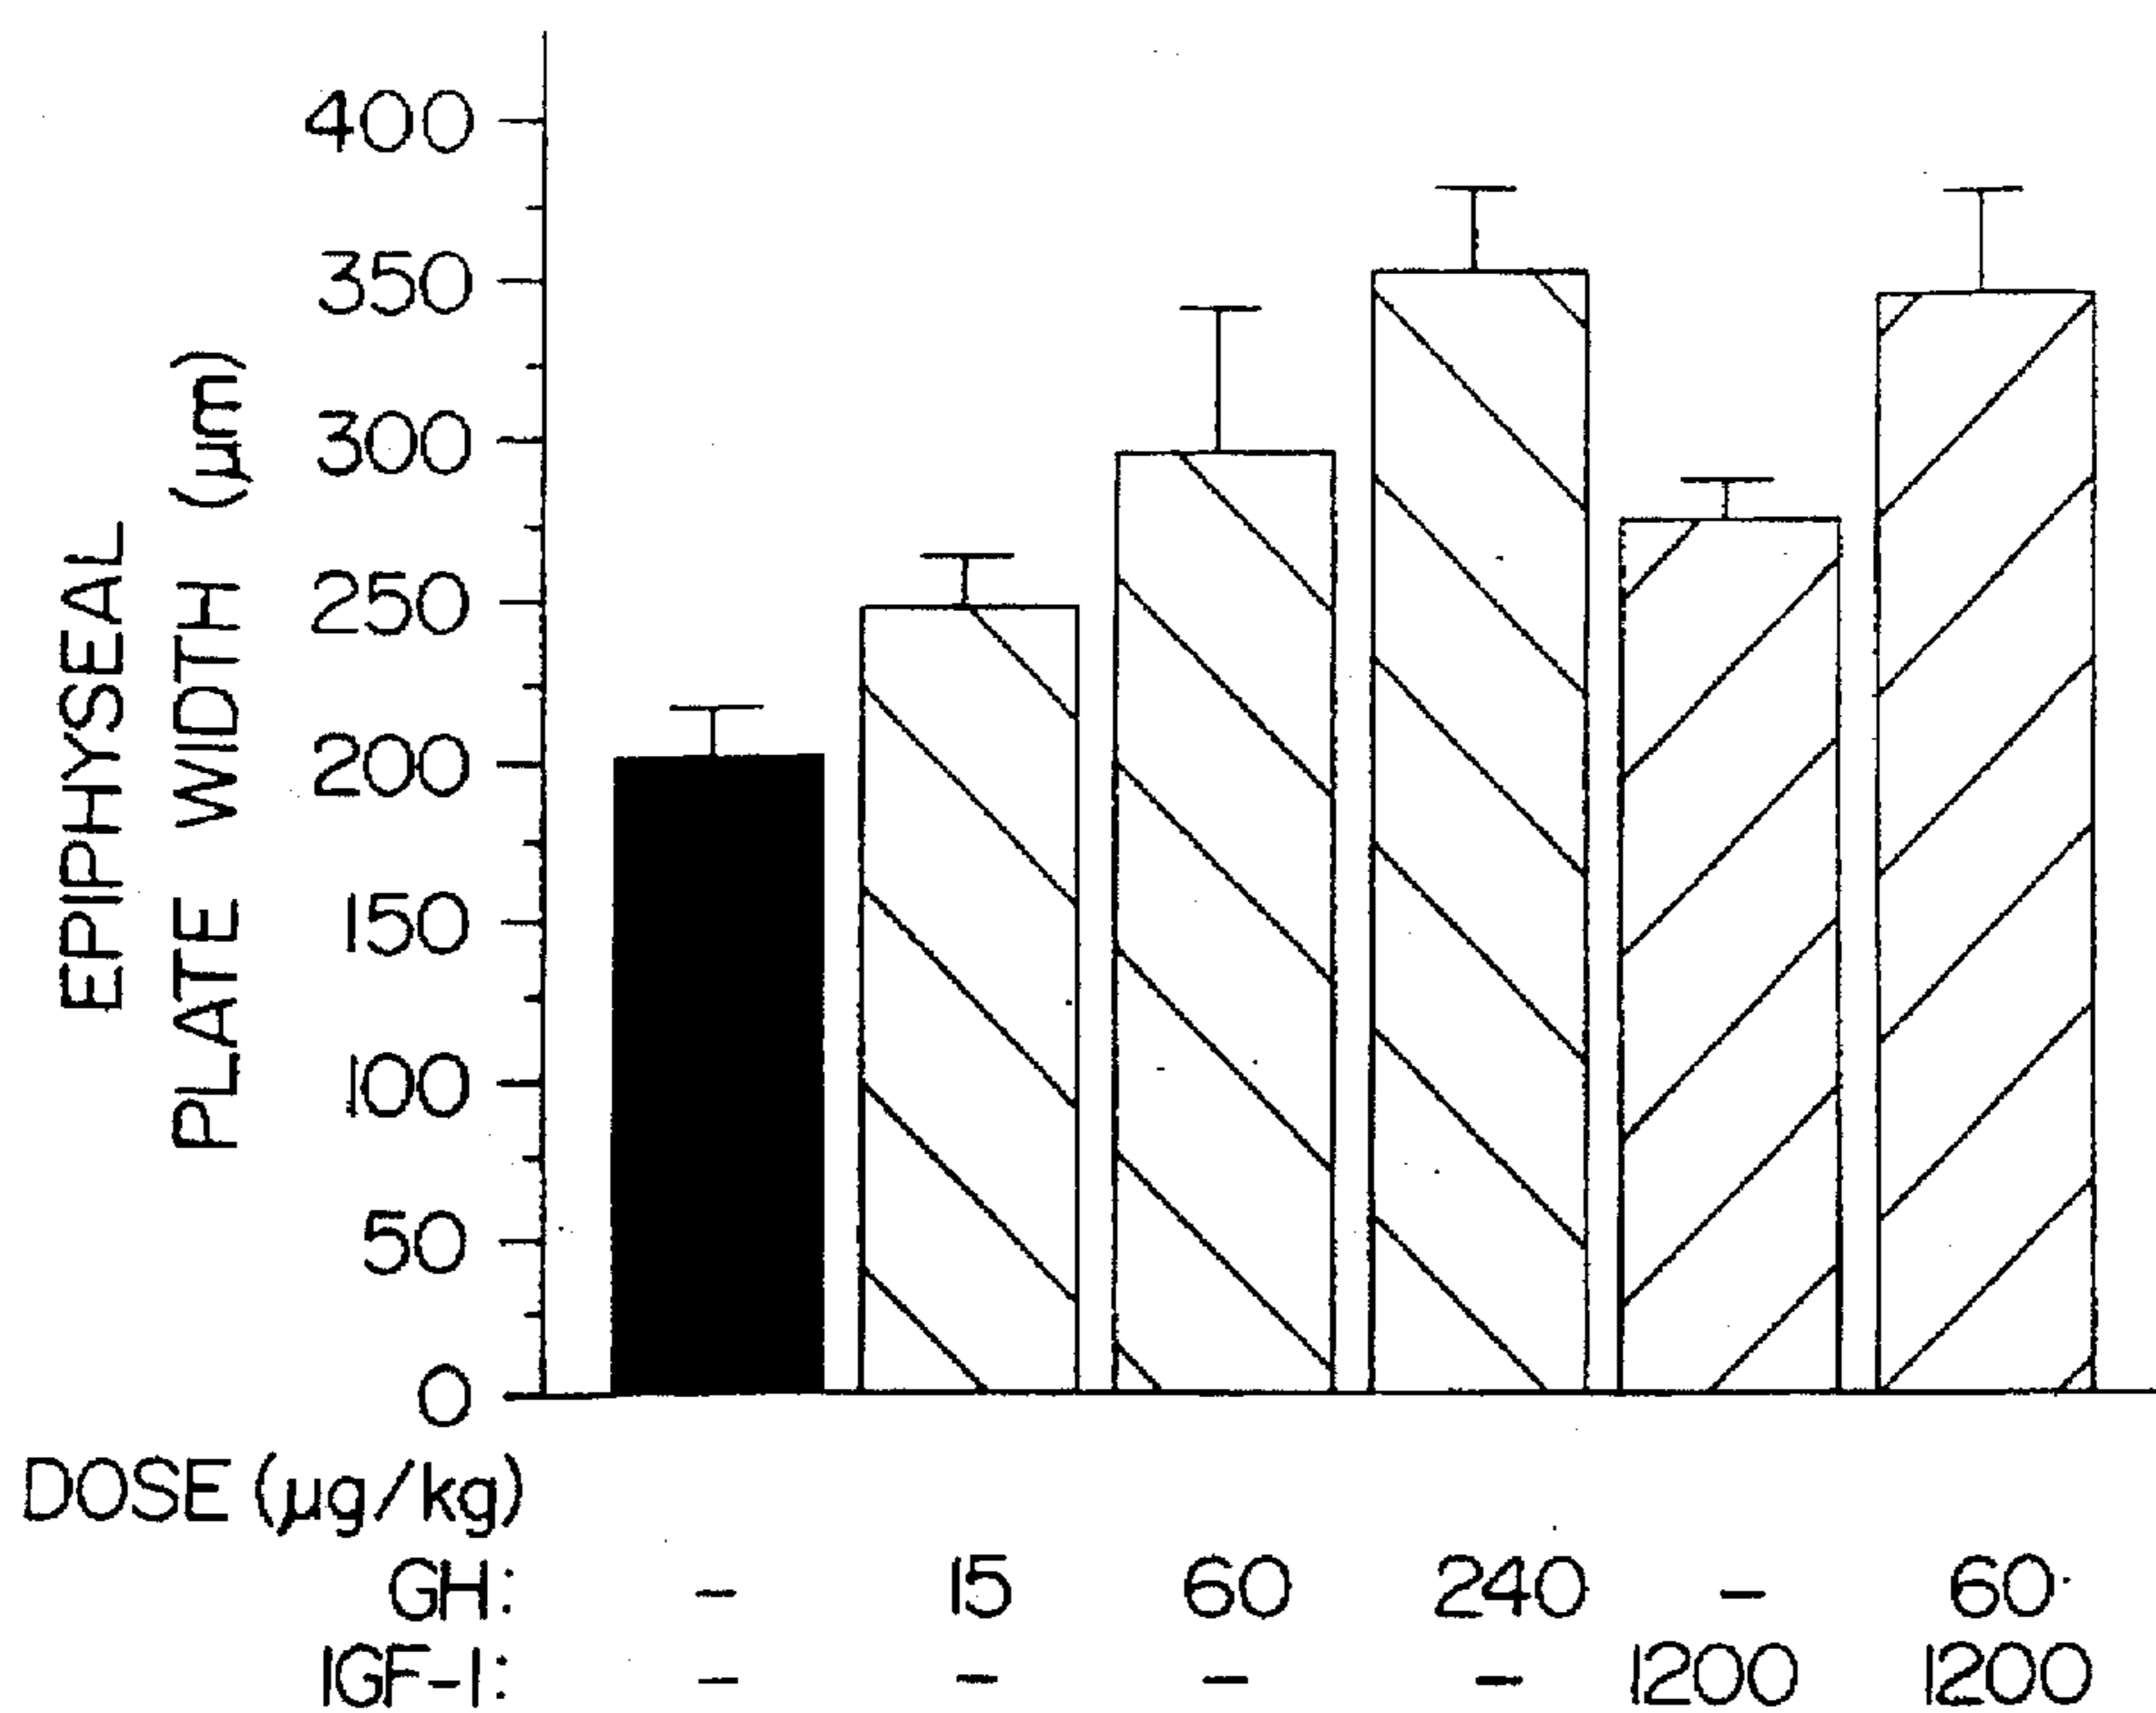 400
350
300
250
200
150
100
50
0
EPIPHYSEAL
PLATE WIDTH (µm)
DOSE (µg/kg)
GH: - 15 60 240 - 60
IGF-1: - - - - 1200 1200